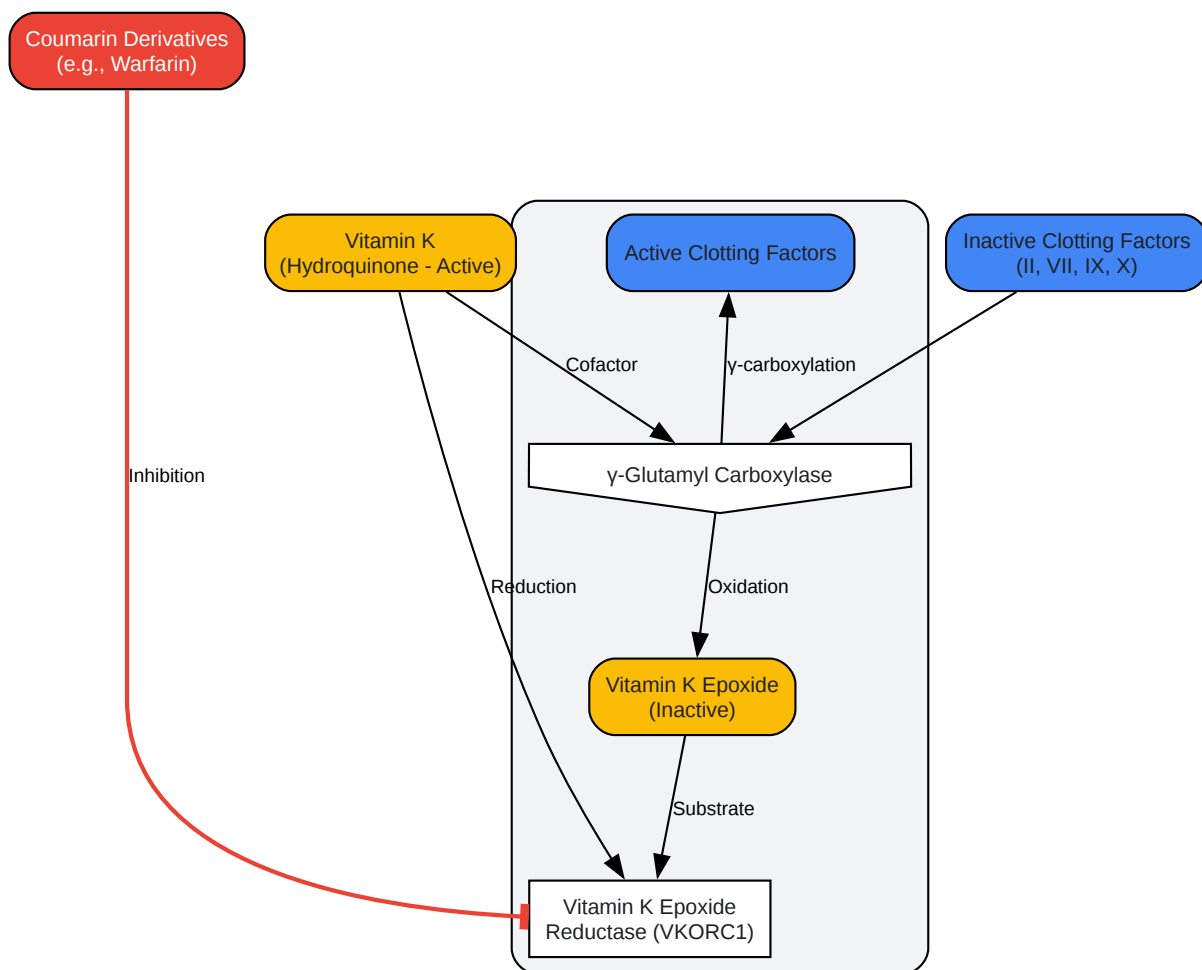 Coumarin Derivatives
(e.g., Warfarin)
Vitamin K
(Hydroquinone - Active)
Active Clotting Factors
Inactive Clotting Factors
(II, VII, IX, X)
Cofactor
γ-carboxylation
Inhibition
γ-Glutamyl Carboxylase
Reduction
Oxidation
Vitamin K Epoxide
(Inactive)
Substrate
Vitamin K Epoxide
Reductase (VKORC1)